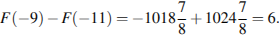 F(−9) − F(−11) = −1018 7/8 + 1024 7/8 = 6.